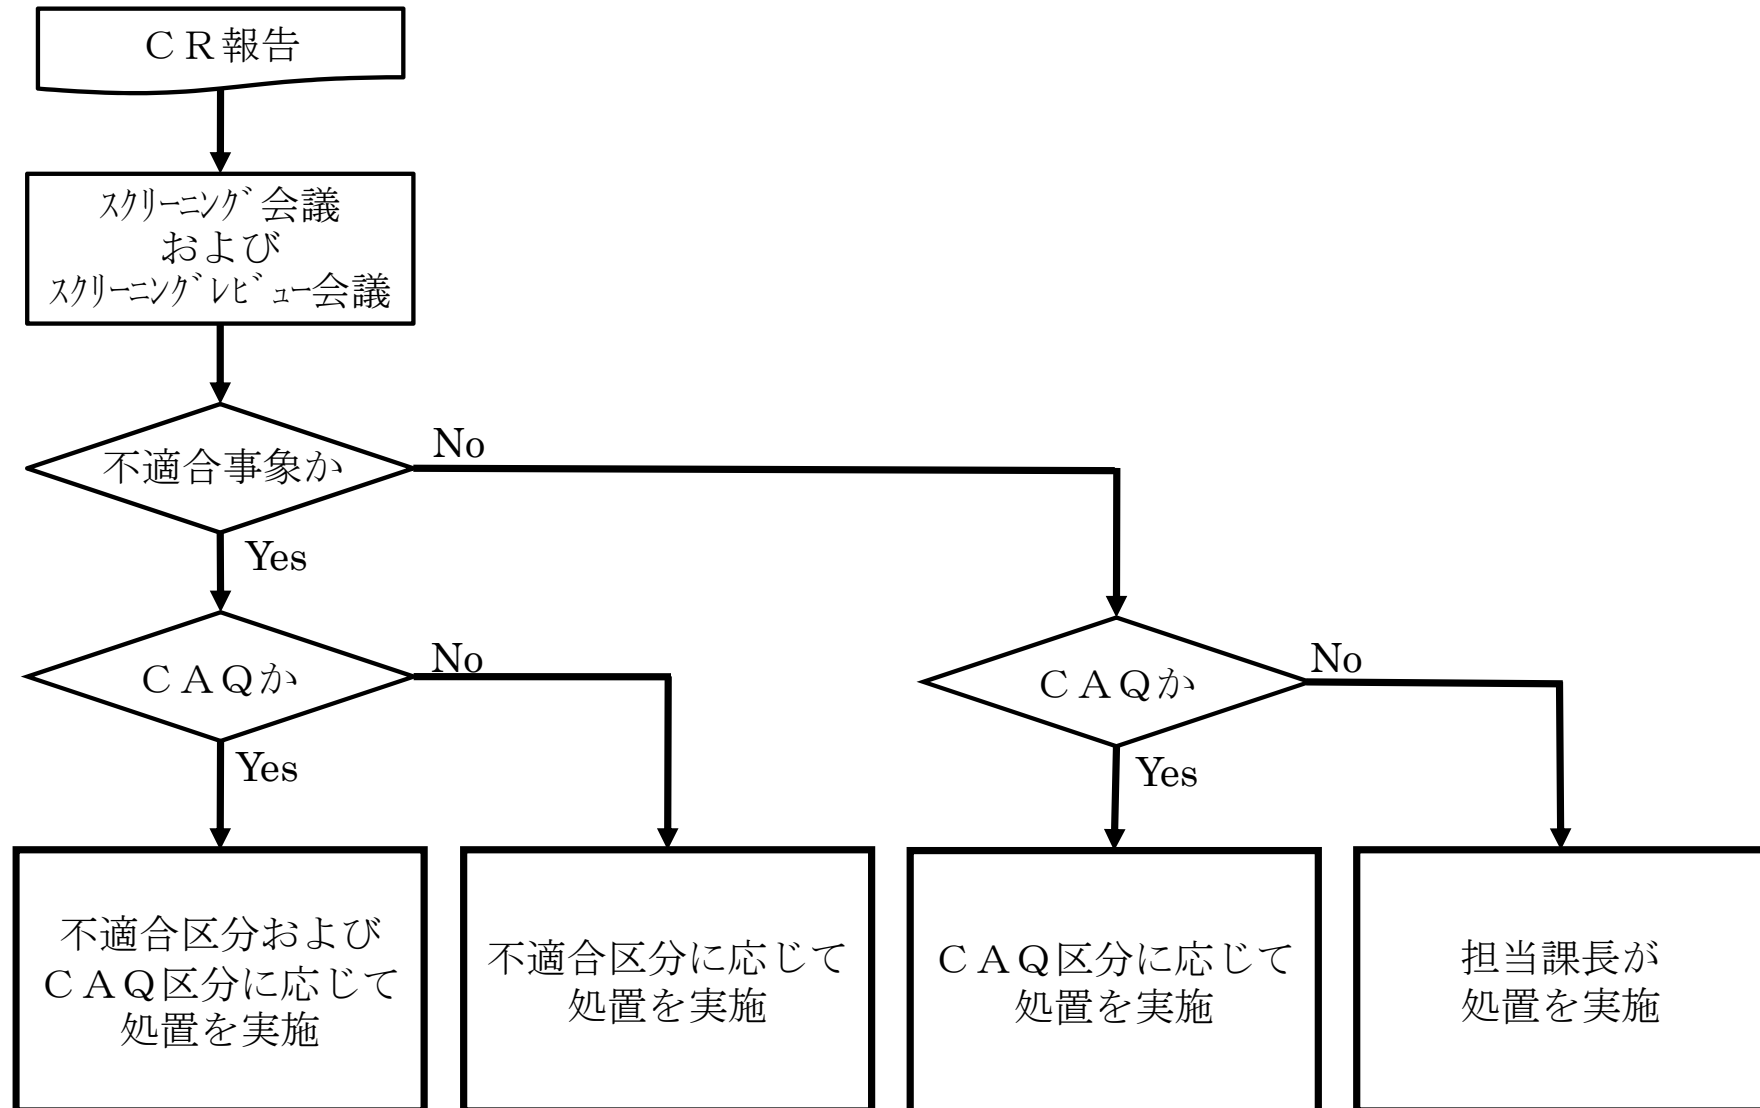 ＣＲ報告
ｽｸﾘｰﾆﾝｸﾞ会議
および
ｽｸﾘｰﾆﾝｸﾞﾚﾋﾞｭｰ会議
不適合事象か
No
Yes
ＣＡＱか
No
Yes
ＣＡＱか
No
Yes
不適合区分および
ＣＡＱ区分に応じて
処置を実施
不適合区分に応じて
処置を実施
ＣＡＱ区分に応じて
処置を実施
担当課長が
処置を実施